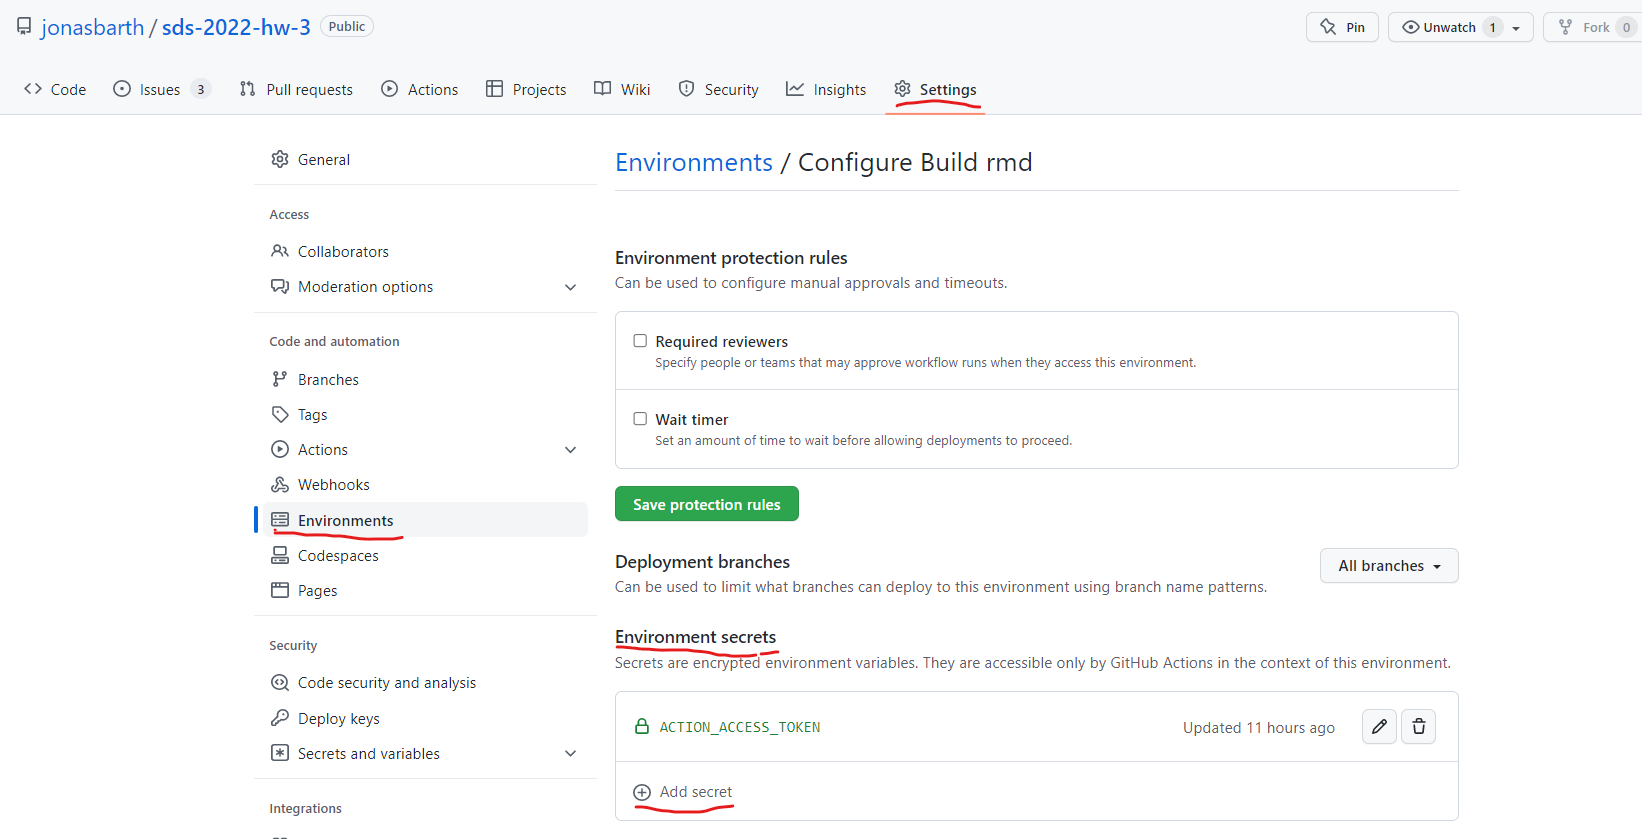 jonasbarth / sds-2022-hw-3 Public
Pin Unwatch 1 Fork 0
Code Issues 3 Pull requests Actions Projects Wiki Security Insights Settings
General
Access
Collaborators
Moderation options
Code and automation
Branches
Tags
Actions
Webhooks
Environments
Codespaces
Pages
Security
Code security and analysis
Deploy keys
Secrets and variables
Integrations
Environments / Configure Build rmd
Environment protection rules
Can be used to configure manual approvals and timeouts.
Required reviewers
Specify people or teams that may approve workflow runs when they access this environment.
Wait timer
Set an amount of time to wait before allowing deployments to proceed.
Save protection rules
Deployment branches
Can be used to limit what branches can deploy to this environment using branch name patterns.
All branches
Environment secrets
Secrets are encrypted environment variables. They are accessible only by GitHub Actions in the context of this environment.
ACTION_ACCESS_TOKEN Updated 11 hours ago
Add secret